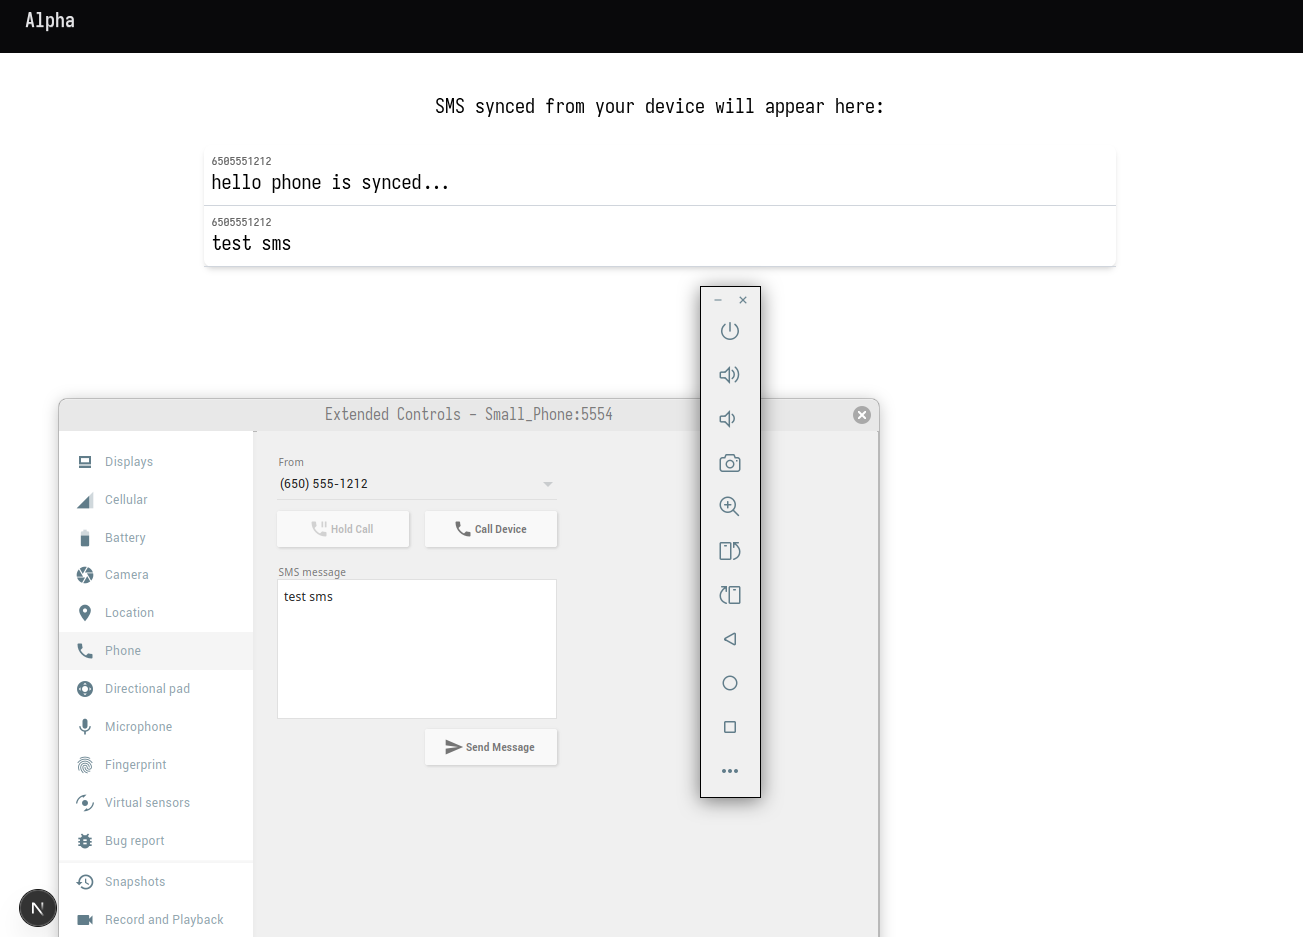 Alpha
SMS synced from your device will appear here:
6505551212
hello phone is synced...
6505551212
test sms
Extended Controls – Small_Phone:5554
Displays
Cellular
Battery
Camera
Location
Phone
Directional pad
Microphone
Fingerprint
Virtual sensors
Bug report
Snapshots
Record and Playback
From
(650) 555-1212
Hold Call
Call Device
SMS message
test sms
Send Message
N